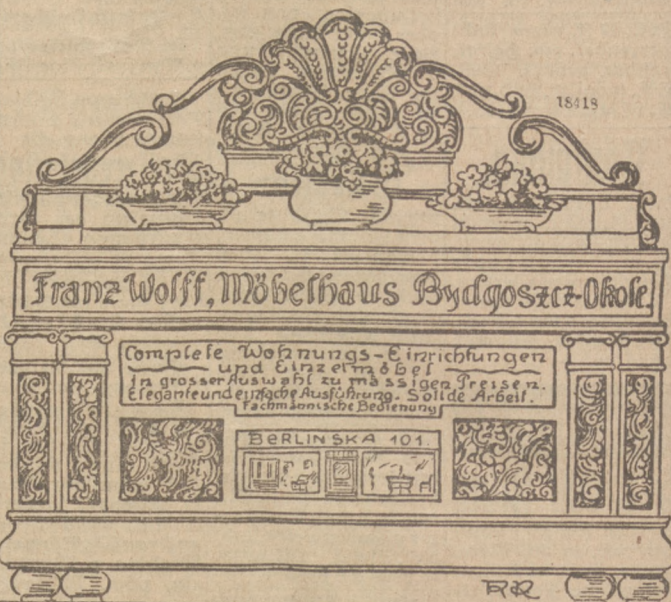 18418
Franz Wolff, Möbelhaus Bydgoszcz-Okole.
Complete Wohnungs-Einrichtungen
und Einzelmöbel
in grosser Auswahl zu mässigen Preisen.
Elegante und einfache Ausführung. Solide Arbeit.
Fachmännische Bedienung
BERLINSKA 101.
RR